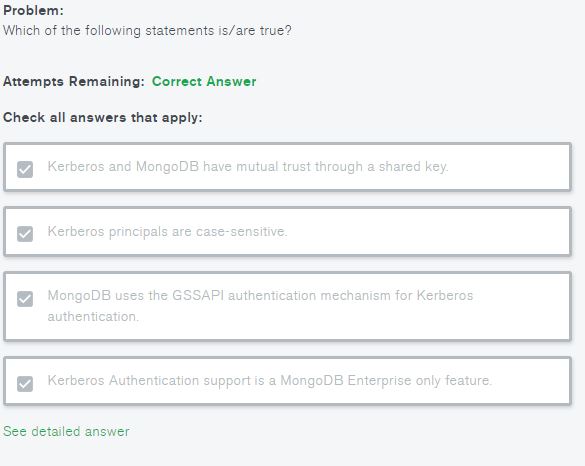 Problem:
Which of the following statements is/are true?
Attempts Remaining: Correct Answer
Check all answers that apply:
Kerberos and MongoDB have mutual trust through a shared key.
Kerberos principals are case-sensitive.
MongoDB uses the GSSAPI authentication mechanism for Kerberos
authentication.
Kerberos Authentication support is a MongoDB Enterprise only feature.
See detailed answer